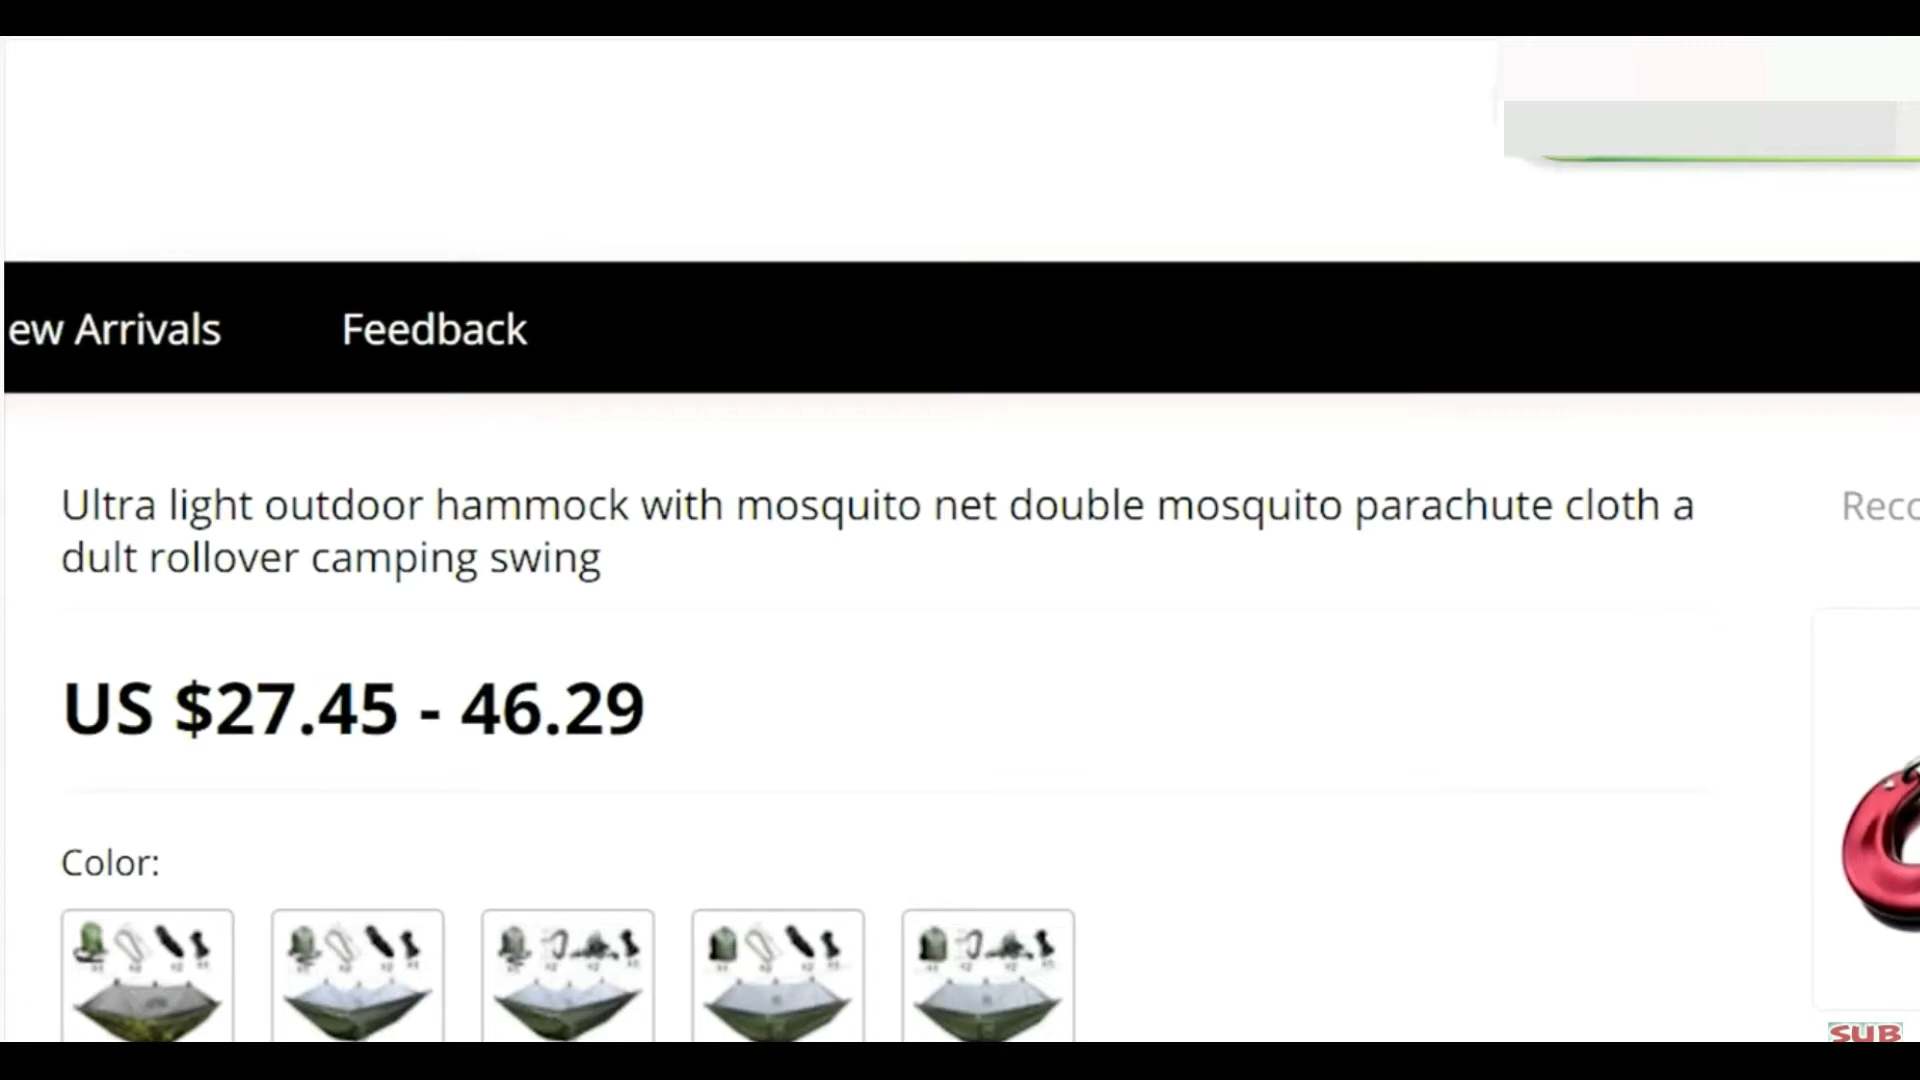 ew Arrivals Feedback
Ultra light outdoor hammock with mosquito net double mosquito parachute cloth a
dult rollover camping swing
Reco
US $27.45 - 46.29
Color:
SUB